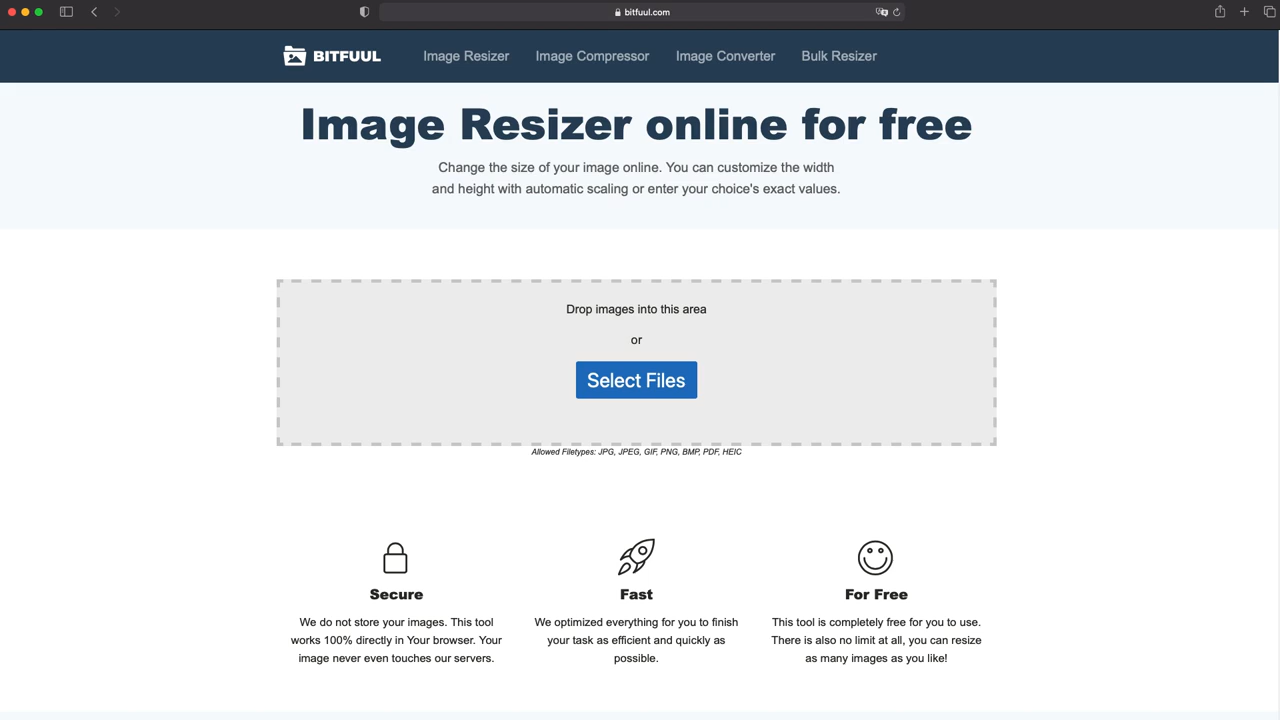 bitfuul.com
BITFUUL Image Resizer Image Compressor Image Converter Bulk Resizer
Image Resizer online for free
Change the size of your image online. You can customize the width
and height with automatic scaling or enter your choice's exact values.
Drop images into this area
or
Select Files
Allowed Filetypes: JPG, JPEG, GIF, PNG, BMP, PDF, HEIC
Secure
We do not store your images. This tool
works 100% directly in Your browser. Your
image never even touches our servers.
Fast
We optimized everything for you to finish
your task as efficient and quickly as
possible.
For Free
This tool is completely free for you to use.
There is also no limit at all, you can resize
as many images as you like!